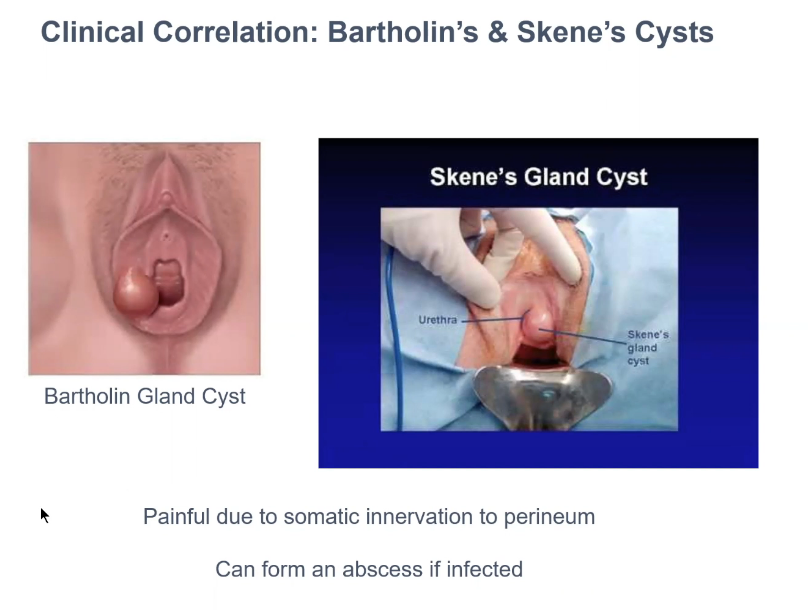 Clinical Correlation: Bartholin's & Skene's Cysts
Skene's Gland Cyst
Urethra
Skene's
gland
cyst
Bartholin Gland Cyst
Painful due to somatic innervation to perineum
Can form an abscess if infected